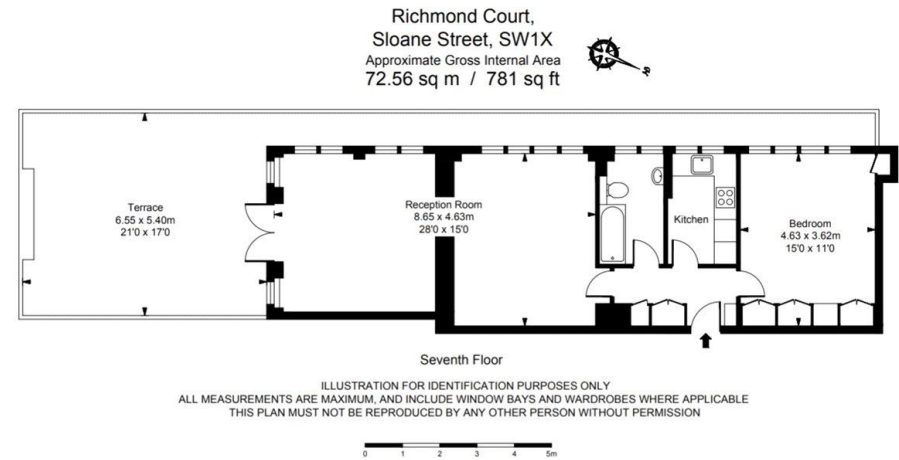 Richmond Court,
Sloane Street, SW1X
Approximate Gross Internal Area
72.56 sq m / 781 sq ft
N
Terrace
6.55 x 5.40m
21'0 x 17'0
Reception Room
8.65 x 4.63m
28'0 x 15'0
Kitchen
Bedroom
4.63 x 3.62m
15'0 x 11'0
Seventh Floor
ILLUSTRATION FOR IDENTIFICATION PURPOSES ONLY
ALL MEASUREMENTS ARE MAXIMUM, AND INCLUDE WINDOW BAYS AND WARDROBES WHERE APPLICABLE
THIS PLAN MUST NOT BE REPRODUCED BY ANY OTHER PERSON WITHOUT PERMISSION
0 1 2 3 4 5m